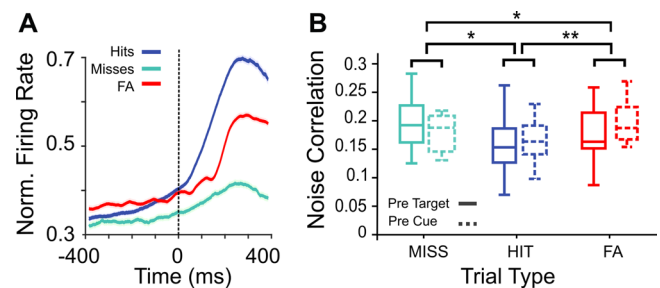 A
Norm. Firing Rate
0.7
0.5
0.3
Hits
Misses
FA
-400
0
400
Time (ms)
B
Noise Correlation
0.3
0.25
0.2
0.15
0.1
0.05
0
*
*
**
Pre Target
Pre Cue
MISS
HIT
FA
Trial Type